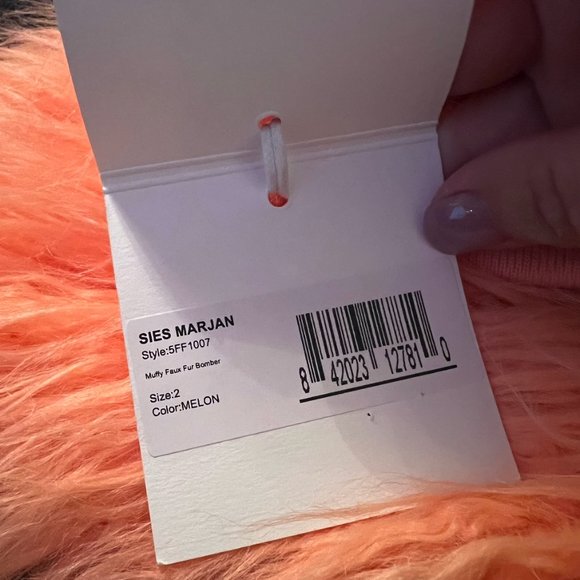 SIES MARJAN
Style:5FF1007
Muffy Faux Fur Bomber
Size:2
Color:MELON
8 42023 12781 0